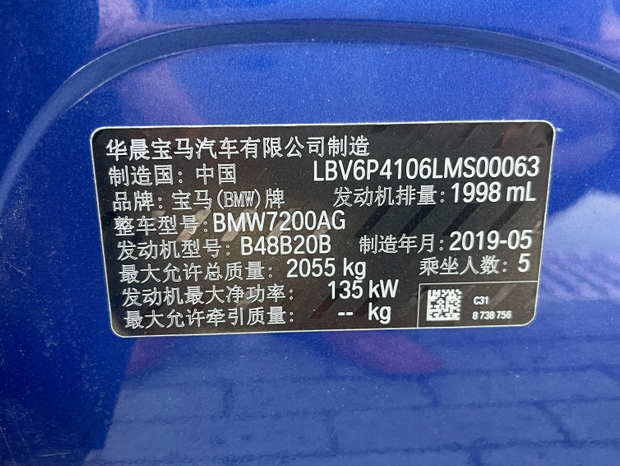 华晨宝马汽车有限公司制造
制造国: 中国 LBV6P4106LMS00063
品牌: 宝马(BMW)牌 发动机排量: 1998 mL
整车型号: BMW7200AG
发动机型号: B48B20B 制造年月: 2019-05
最大允许总质量: 2055 kg 乘坐人数: 5
发动机最大净功率: 135 kW
最大允许牵引质量: -- kg
C31
8 738 756